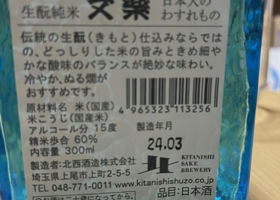 生酛純米 文楽 日本人の
わすれもの
伝統の生酛(きもと)仕込みならでは
の、どっしりした米の旨みときめ細や
かな酸味のバランスが絶妙な味わい。
冷やか、ぬる燗が
おすすめです。
4 965323 113256
原材料名 米(国産)
米こうじ(国産米)
アルコール分 15度
精米歩合 60%
内容量 300ml
製造年月
24.03
製造者:北西酒造株式会社
埼玉県上尾市上町2-5-5
TEL 048-771-0011
www.kitanishishuzo.co.jp
KITANISHI
SAKE
BREWERY
品目:日本酒